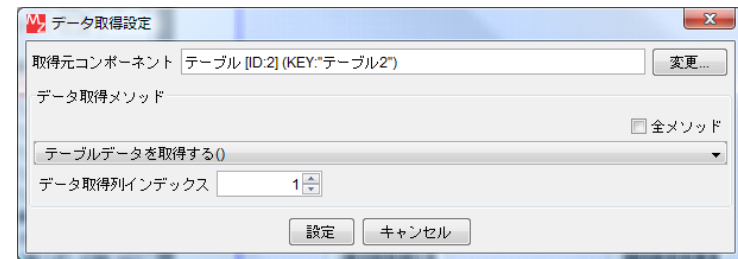 データ取得設定
取得元コンポーネント テーブル [ID:2] (KEY:"テーブル2") 変更...
データ取得メソッド
全メソッド
テーブルデータを取得する()
データ取得列インデックス 1
設定 キャンセル